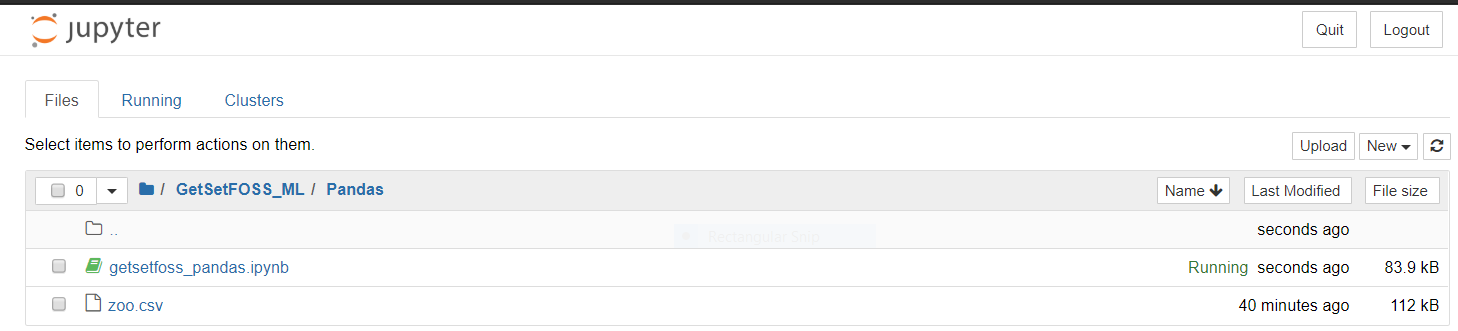 jupyter Quit Logout
Files Running Clusters
Select items to perform actions on them. Upload New
0 / GetSetFOSS_ML / Pandas Name Last Modified File size
.. seconds ago
Rectangular Snip
getsetfoss_pandas.ipynb Running seconds ago 83.9 kB
zoo.csv 40 minutes ago 112 kB